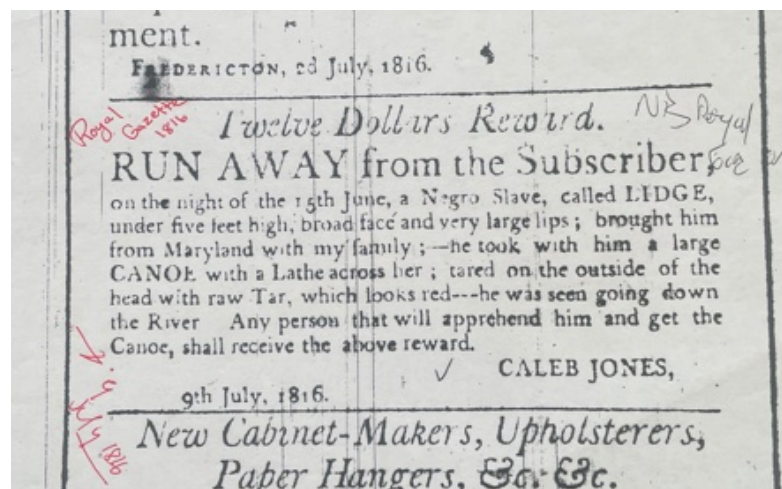 ment.
FREDERICTON, 2d July, 1816.
Royal
Gazette
1816
NB Royal
Twelve Dollars Reward.
RUN AWAY from the Subscriber,
on the night of the 15th June, a Negro Slave, called LIDGE,
under five feet high, broad face and very large lips; brought him
from Maryland with my family;—he took with him a large
CANOE with a Lathe across her; tared on the outside of the
head with raw Tar, which looks red---he was seen going down
the River Any person that will apprehend him and get the
Canoe, shall receive the above reward.
CALEB JONES,
9th July, 1816.
July 1816
New Cabinet-Makers, Upholsterers,
Paper Hangers, &c. &c.